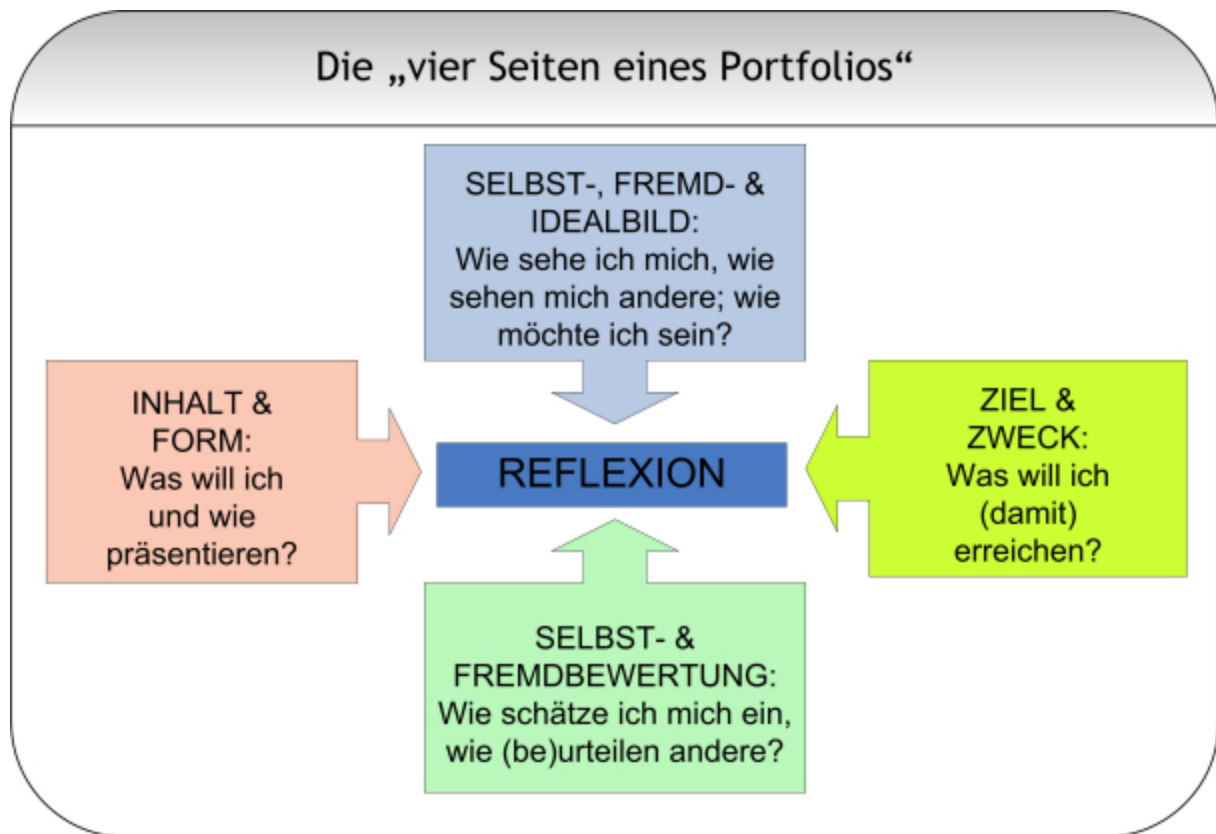 Die „vier Seiten eines Portfolios“
SELBST-, FREMD- &
IDEALBILD:
Wie sehe ich mich, wie
sehen mich andere; wie
möchte ich sein?
INHALT &
FORM:
Was will ich
und wie
präsentieren?
REFLEXION
ZIEL &
ZWECK:
Was will ich
(damit)
erreichen?
SELBST- &
FREMDBEWERTUNG:
Wie schätze ich mich ein,
wie (be)urteilen andere?